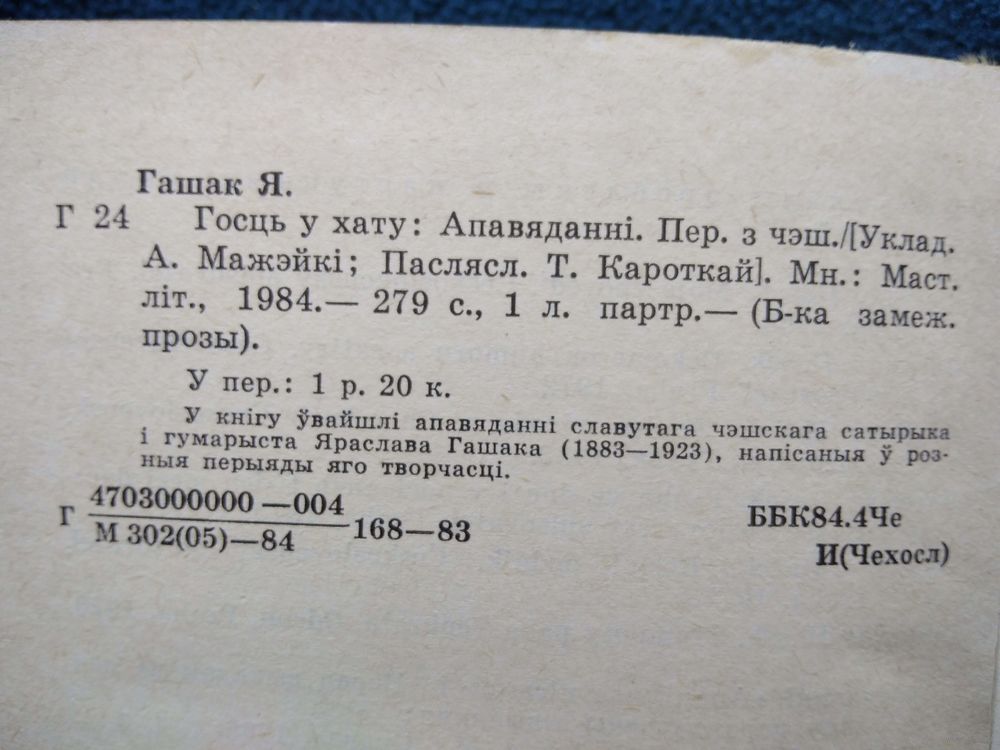 Гашак Я.
Г 24 Госць у хату: Апавяданні. Пер. з чэш./[Уклад.
А. Мажэйкі; Паслясл. Т. Кароткай]. Мн.: Маст.
літ., 1984.— 279 с., 1 л. партр.— (Б-ка замеж.
прозы).
У пер.: 1 р. 20 к.
У кнігу ўвайшлі апавяданні славутага чэшскага сатырыка
і гумарыста Яраслава Гашака (1883—1923), напісаныя ў роз-
ныя перыяды яго творчасці.
Г 4703000000—004
М 302(05)—84 168—83
ББК84.4Че
И(Чехосл)